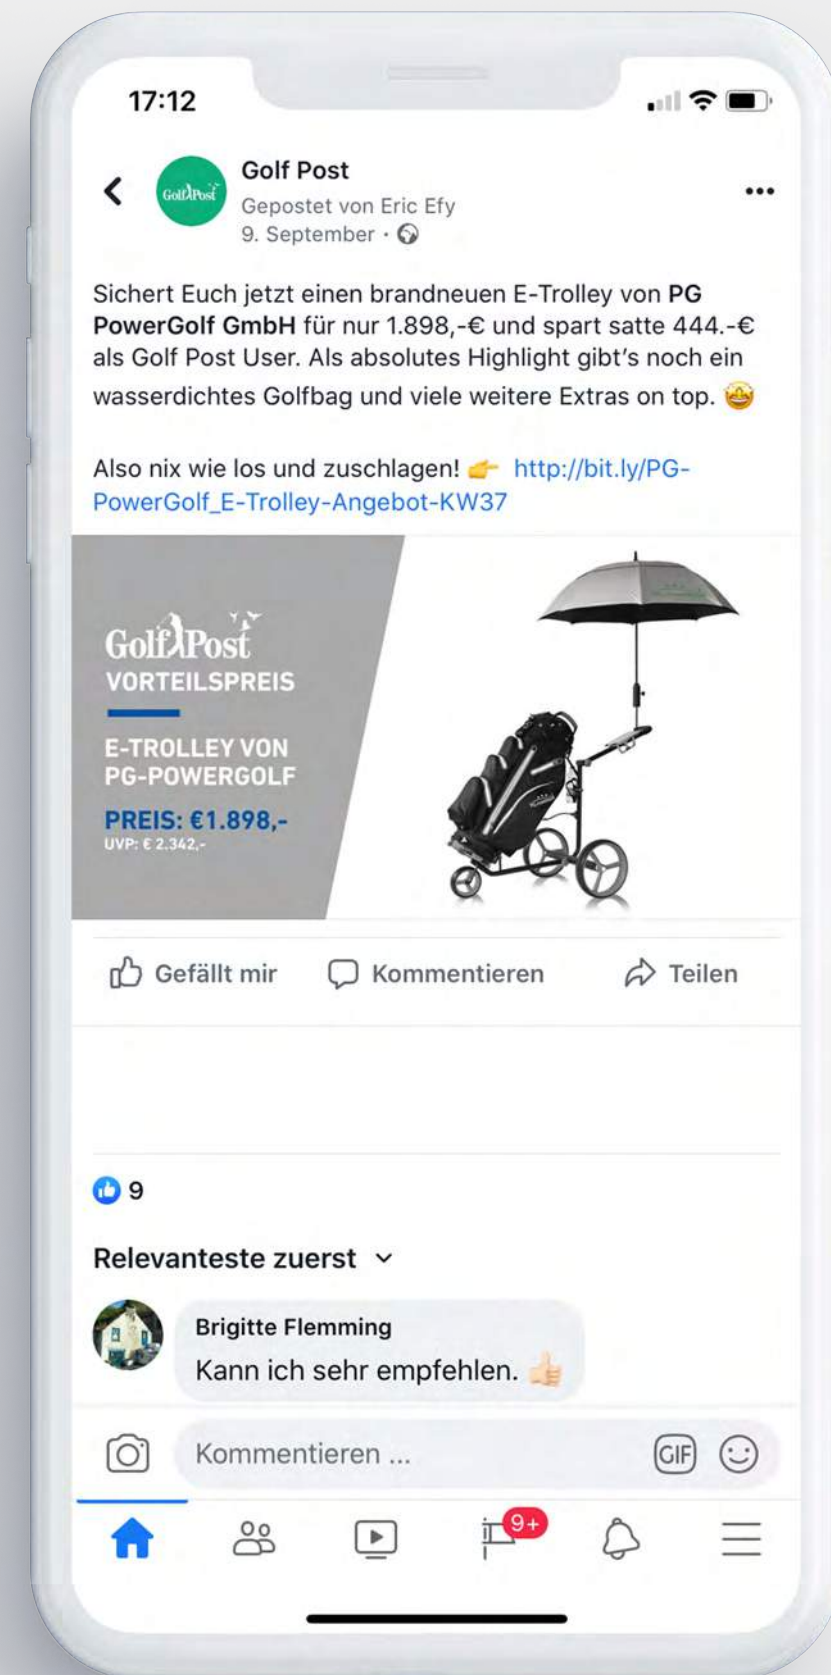 17:12
GolfPost
Golf Post
Gepostet von Eric Efy
9. September ·
Sichert Euch jetzt einen brandneuen E-Trolley von PG
PowerGolf GmbH für nur 1.898,-€ und spart satte 444.-€
als Golf Post User. Als absolutes Highlight gibt's noch ein
wasserdichtes Golfbag und viele weitere Extras on top. 🤩
Also nix wie los und zuschlagen! 👉 http://bit.ly/PG-
PowerGolf_E-Trolley-Angebot-KW37
GolfPost
VORTEILSPREIS
E-TROLLEY VON
PG-POWERGOLF
PREIS: €1.898,-
UVP: € 2.342,-
Gefällt mir
Kommentieren
Teilen
9
Relevanteste zuerst
Brigitte Flemming
Kann ich sehr empfehlen. 👍🏻
Kommentieren ...
GIF
9+